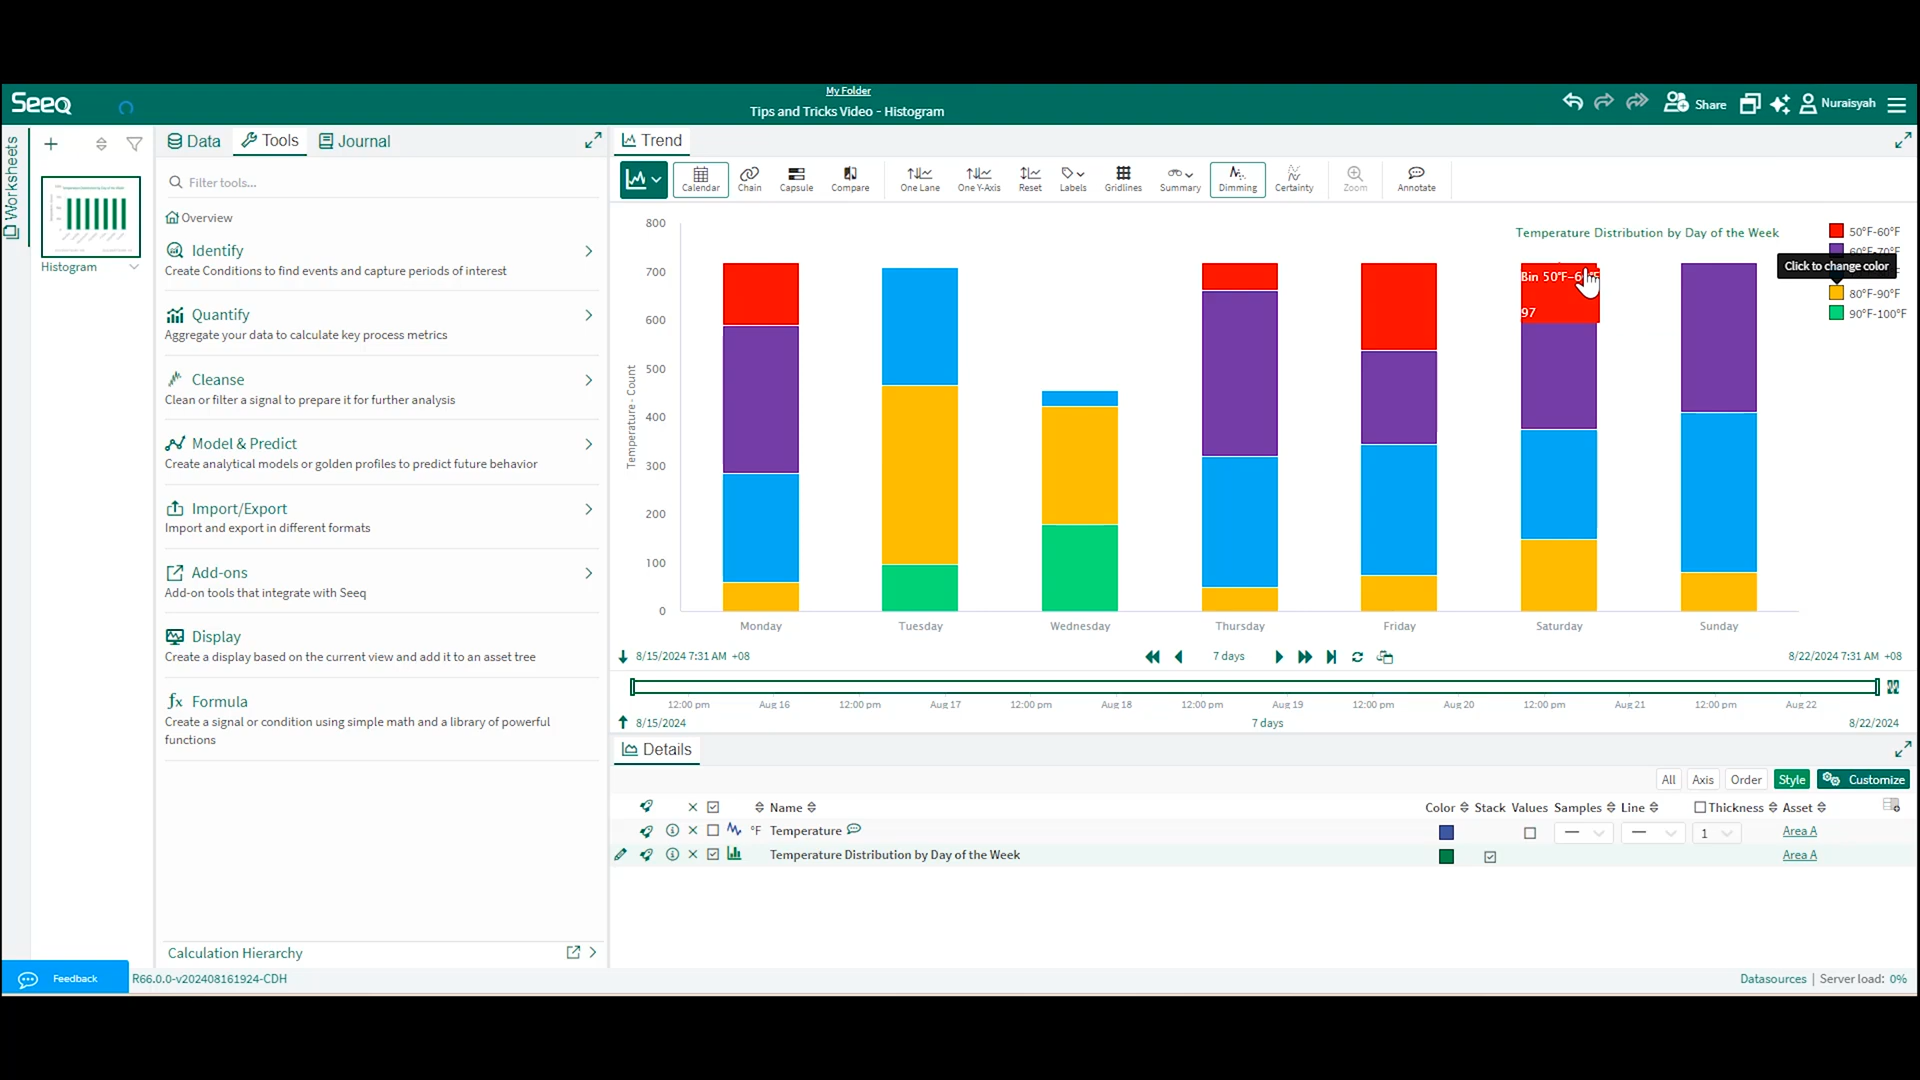 Seeq
My Folder
Tips and Tricks Video - Histogram
Share
Nuraisyah
Worksheets
Histogram
Data
Tools
Journal
Filter tools...
Overview
Identify
Create Conditions to find events and capture periods of interest
Quantify
Aggregate your data to calculate key process metrics
Cleanse
Clean or filter a signal to prepare it for further analysis
Model & Predict
Create analytical models or golden profiles to predict future behavior
Import/Export
Import and export in different formats
Add-ons
Add-on tools that integrate with Seeq
Display
Create a display based on the current view and add it to an asset tree
fx Formula
Create a signal or condition using simple math and a library of powerful
functions
Calculation Hierarchy
Feedback
R66.0.0-v202408161924-CDH
Trend
Calendar Chain Capsule Compare One Lane One Y-Axis Reset Labels Gridlines Summary Dimming Certainty Zoom Annotate
Temperature Distribution by Day of the Week
50°F-60°F
60°F-70°F
Click to change color
80°F-90°F
90°F-100°F
Temperature - Count
800
700
600
500
400
300
200
100
0
Bin 50°F-6
97
Monday Tuesday Wednesday Thursday Friday Saturday Sunday
8/15/2024 7:31 AM +08
7 days
8/22/2024 7:31 AM +08
12:00 pm Aug 16 12:00 pm Aug 17 12:00 pm Aug 18 12:00 pm Aug 19 12:00 pm Aug 20 12:00 pm Aug 21 12:00 pm Aug 22
8/15/2024
7 days
8/22/2024
Details
All Axis Order Style Customize
Name Color Stack Values Samples Line Thickness Asset
°F Temperature 1 Area A
Temperature Distribution by Day of the Week Area A
Datasources | Server load: 0%